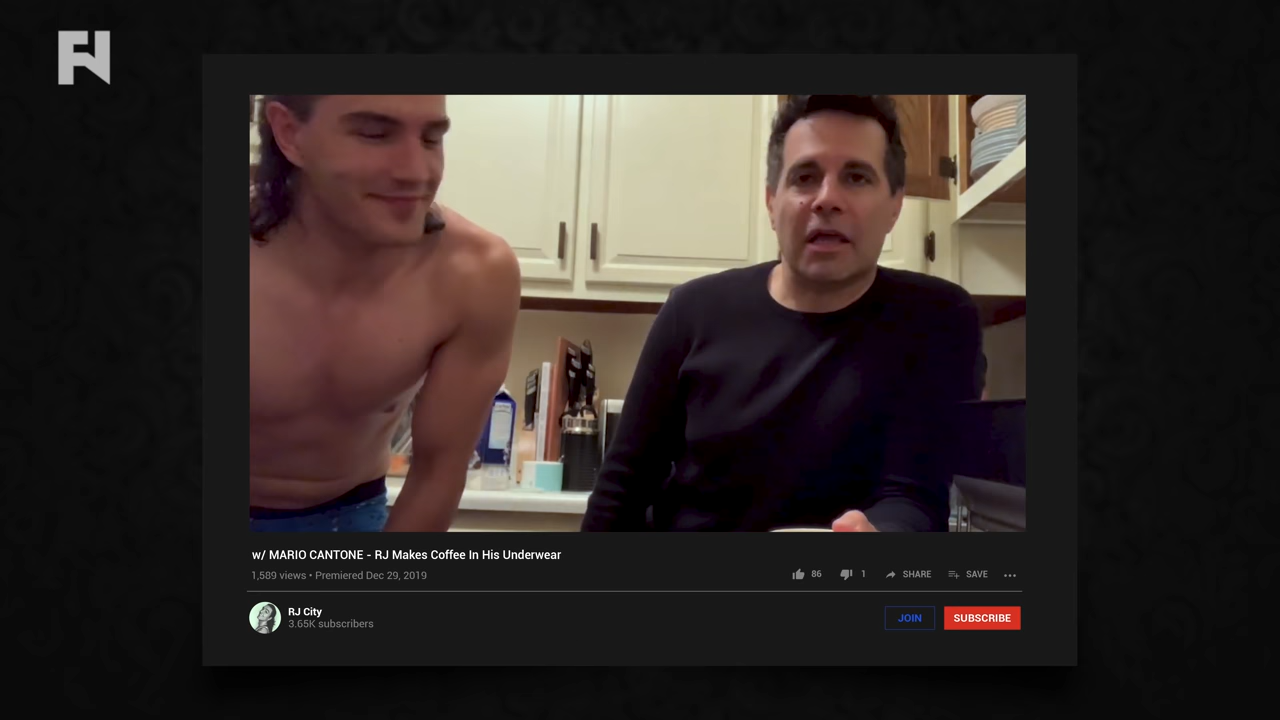 FN
w/ MARIO CANTONE - RJ Makes Coffee In His Underwear
1,589 views • Premiered Dec 29, 2019
86 1 SHARE SAVE
RJ City
3.65K subscribers
JOIN SUBSCRIBE